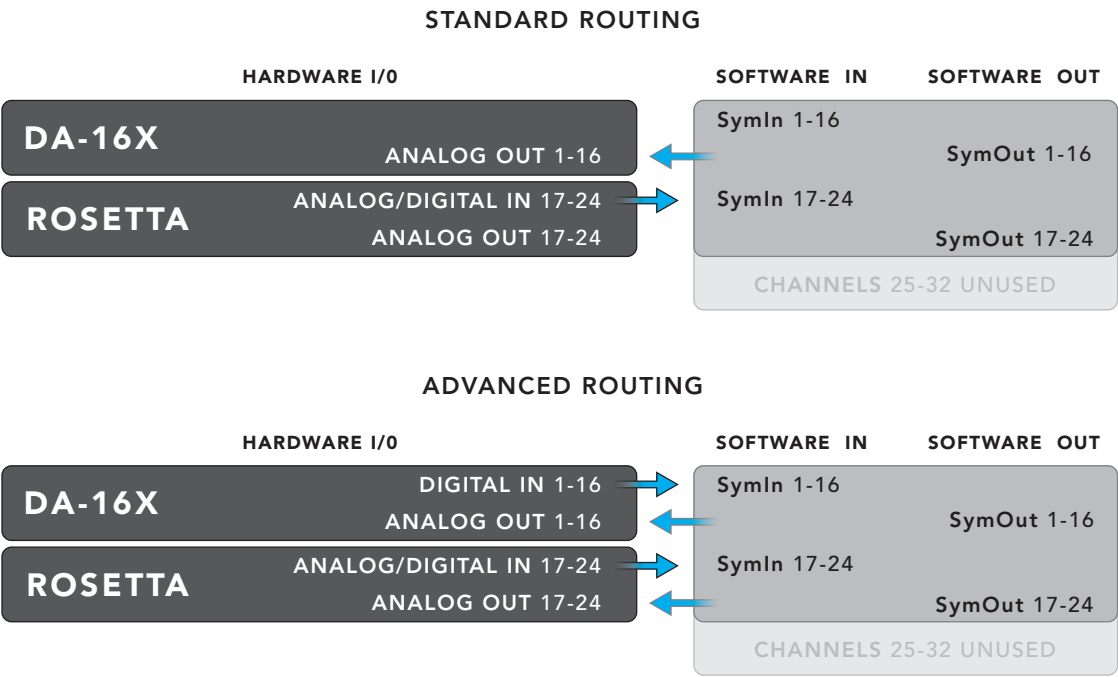 STANDARD ROUTING
HARDWARE I/0
SOFTWARE IN
SOFTWARE OUT
DA-16X
ANALOG OUT 1-16
SymIn 1-16
SymOut 1-16
ROSETTA
ANALOG/DIGITAL IN 17-24
ANALOG OUT 17-24
SymIn 17-24
SymOut 17-24
CHANNELS 25-32 UNUSED
ADVANCED ROUTING
HARDWARE I/0
SOFTWARE IN
SOFTWARE OUT
DA-16X
DIGITAL IN 1-16
ANALOG OUT 1-16
SymIn 1-16
SymOut 1-16
ROSETTA
ANALOG/DIGITAL IN 17-24
ANALOG OUT 17-24
SymIn 17-24
SymOut 17-24
CHANNELS 25-32 UNUSED